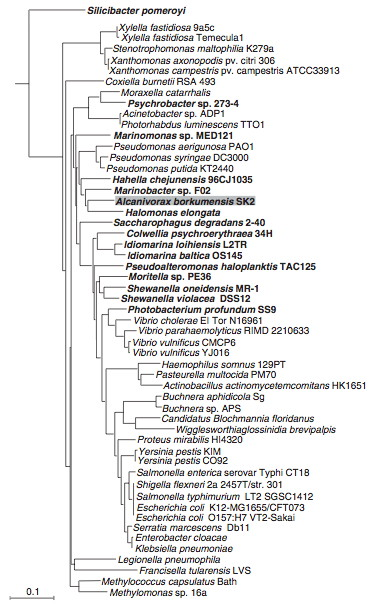 Silicibacter pomeroyi
Xylella fastidiosa 9a5c
Xylella fastidiosa Temecula1
Stenotrophomonas maltophilia K279a
Xanthomonas axonopodis pv. citri 306
Xanthomonas campestris pv. campestris ATCC33913
Coxiella burnetii RSA 493
Moraxella catarrhalis
Psychrobacter sp. 273-4
Acinetobacter sp. ADP1
Photorhabdus luminescens TTO1
Marinomonas sp. MED121
Pseudomonas aerigunosa PAO1
Pseudomonas syringae DC3000
Pseudomonas putida KT2440
Hahella chejunensis 96CJ1035
Marinobacter sp. F02
Alcanivorax borkumensis SK2
Halomonas elongata
Saccharophagus degradans 2-40
Colwellia psychroerythraea 34H
Idiomarina loihiensis L2TR
Idiomarina baltica OS145
Pseudoalteromonas haloplanktis TAC125
Moritella sp. PE36
Shewanella oneidensis MR-1
Shewanella violacea DSS12
Photobacterium profundum SS9
Vibrio cholerae El Tor N16961
Vibrio parahaemolyticus RIMD 2210633
Vibrio vulnificus CMCP6
Vibrio vulnificus YJ016
Haemophilus somnus 129PT
Pasteurella multocida PM70
Actinobacillus actinomycetemcomitans HK1651
Buchnera aphidicola Sg
Buchnera sp. APS
Candidatus Blochmannia floridanus
Wigglesworthiaglossinidia brevipalpis
Proteus mirabilis HI4320
Yersinia pestis KIM
Yersinia pestis CO92
Salmonella enterica serovar Typhi CT18
Shigella flexneri 2a 2457T/str. 301
Salmonella typhimurium LT2 SGSC1412
Escherichia coli K12-MG1655/CFT073
Escherichia coli O157:H7 VT2-Sakai
Serratia marcescens Db11
Enterobacter cloacae
Klebsiella pneumoniae
Legionella pneumophila
Francisella tularensis LVS
Methylococcus capsulatus Bath
Methylomonas sp. 16a
0.1